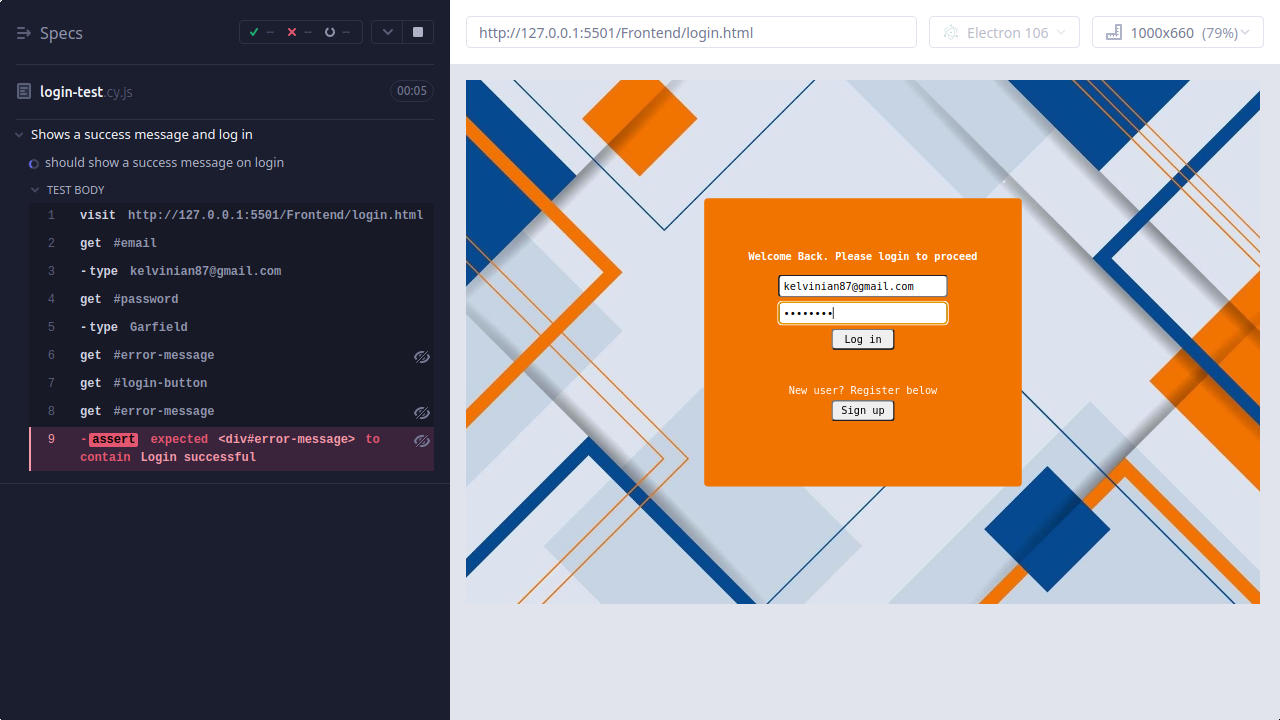 Specs
-- -- --
login-test.cy.js 00:05
Shows a success message and log in
should show a success message on login
TEST BODY
1 visit http://127.0.0.1:5501/Frontend/login.html
2 get #email
3 -type kelvinian87@gmail.com
4 get #password
5 -type Garfield
6 get #error-message
7 get #login-button
8 get #error-message
9 -assert expected <div#error-message> to
contain Login successful
http://127.0.0.1:5501/Frontend/login.html
Electron 106
1000x660 (79%)
Welcome Back. Please login to proceed
kelvinian87@gmail.com
••••••••
Log in
New user? Register below
Sign up